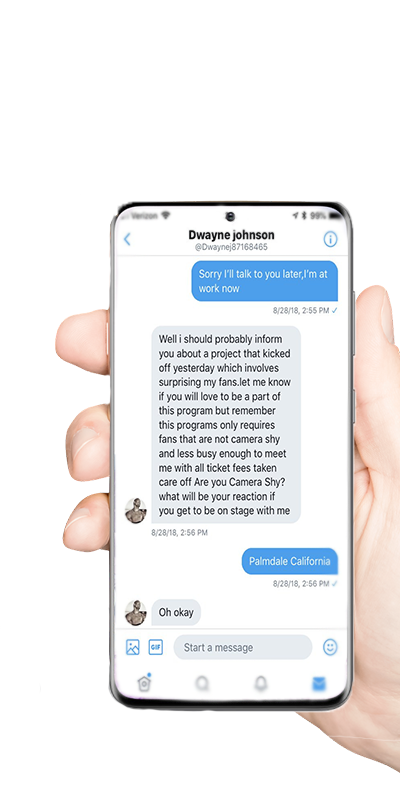 Verizon
99%
Dwayne johnson
@Dwaynej87168465
Sorry I'll talk to you later,I'm at
work now
8/28/18, 2:55 PM ✓
Well i should probably inform
you about a project that kicked
off yesterday which involves
surprising my fans.let me know
if you will love to be a part of
this program but remember
this programs only requires
fans that are not camera shy
and less busy enough to meet
me with all ticket fees taken
care off Are you Camera Shy?
what will be your reaction if
you get to be on stage with me
8/28/18, 2:56 PM
Palmdale California
8/28/18, 2:56 PM ✓
Oh okay
GIF
Start a message